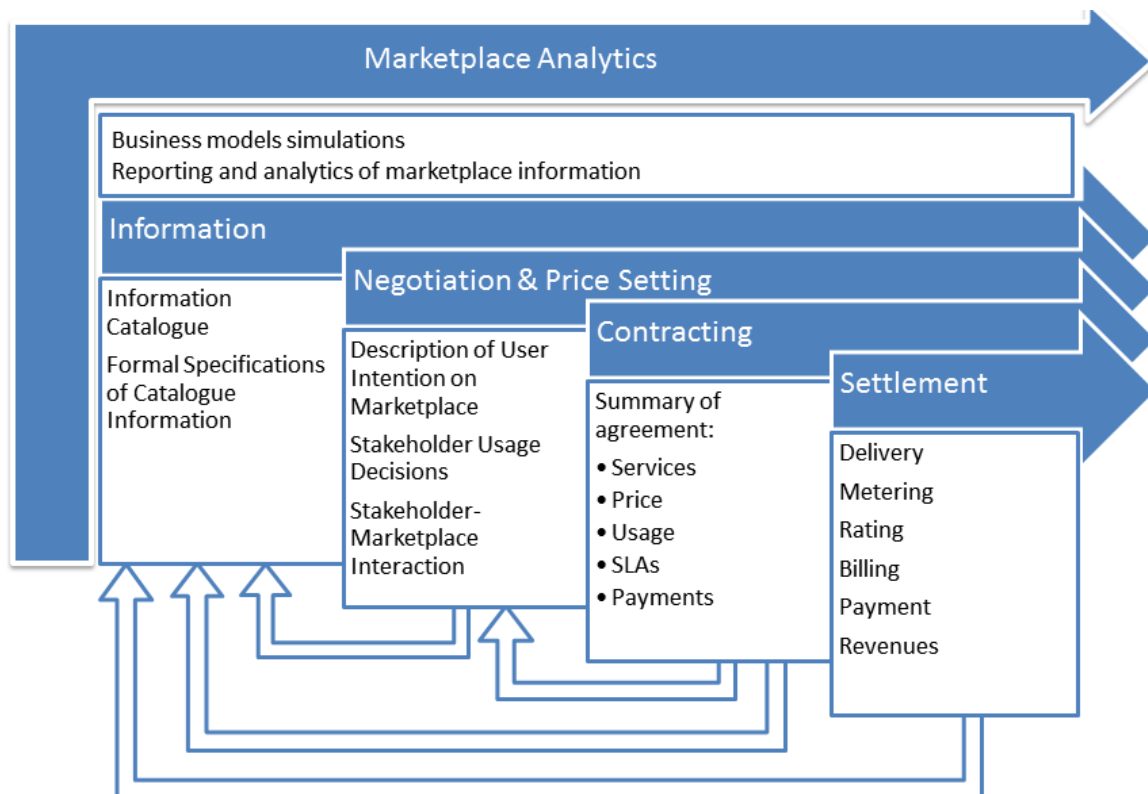 Marketplace Analytics
Business models simulations
Reporting and analytics of marketplace information
Information
Information
Catalogue
Formal Specifications
of Catalogue
Information
Negotiation & Price Setting
Description of User
Intention on
Marketplace
Stakeholder Usage
Decisions
Stakeholder-
Marketplace
Interaction
Contracting
Summary of
agreement:
• Services
• Price
• Usage
• SLAs
• Payments
Settlement
Delivery
Metering
Rating
Billing
Payment
Revenues